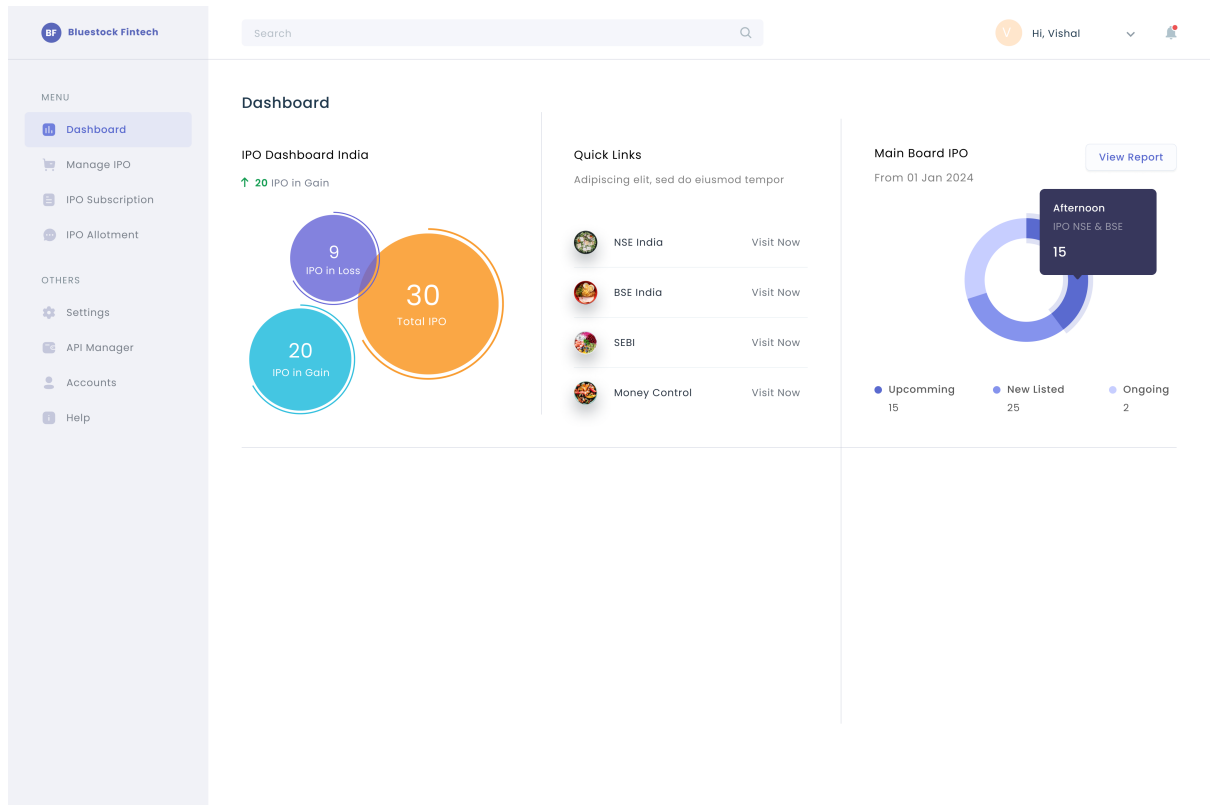 BF Bluestock Fintech
Search
V
Hi, Vishal
MENU
Dashboard
Manage IPO
IPO Subscription
IPO Allotment
OTHERS
Settings
API Manager
Accounts
Help
Dashboard
IPO Dashboard India
20 IPO in Gain
9
IPO in Loss
30
Total IPO
20
IPO in Gain
Quick Links
Adipiscing elit, sed do eiusmod tempor
NSE India Visit Now
BSE India Visit Now
SEBI Visit Now
Money Control Visit Now
Main Board IPO
From 01 Jan 2024
View Report
Afternoon
IPO NSE & BSE
15
Upcomming
15
New Listed
25
Ongoing
2